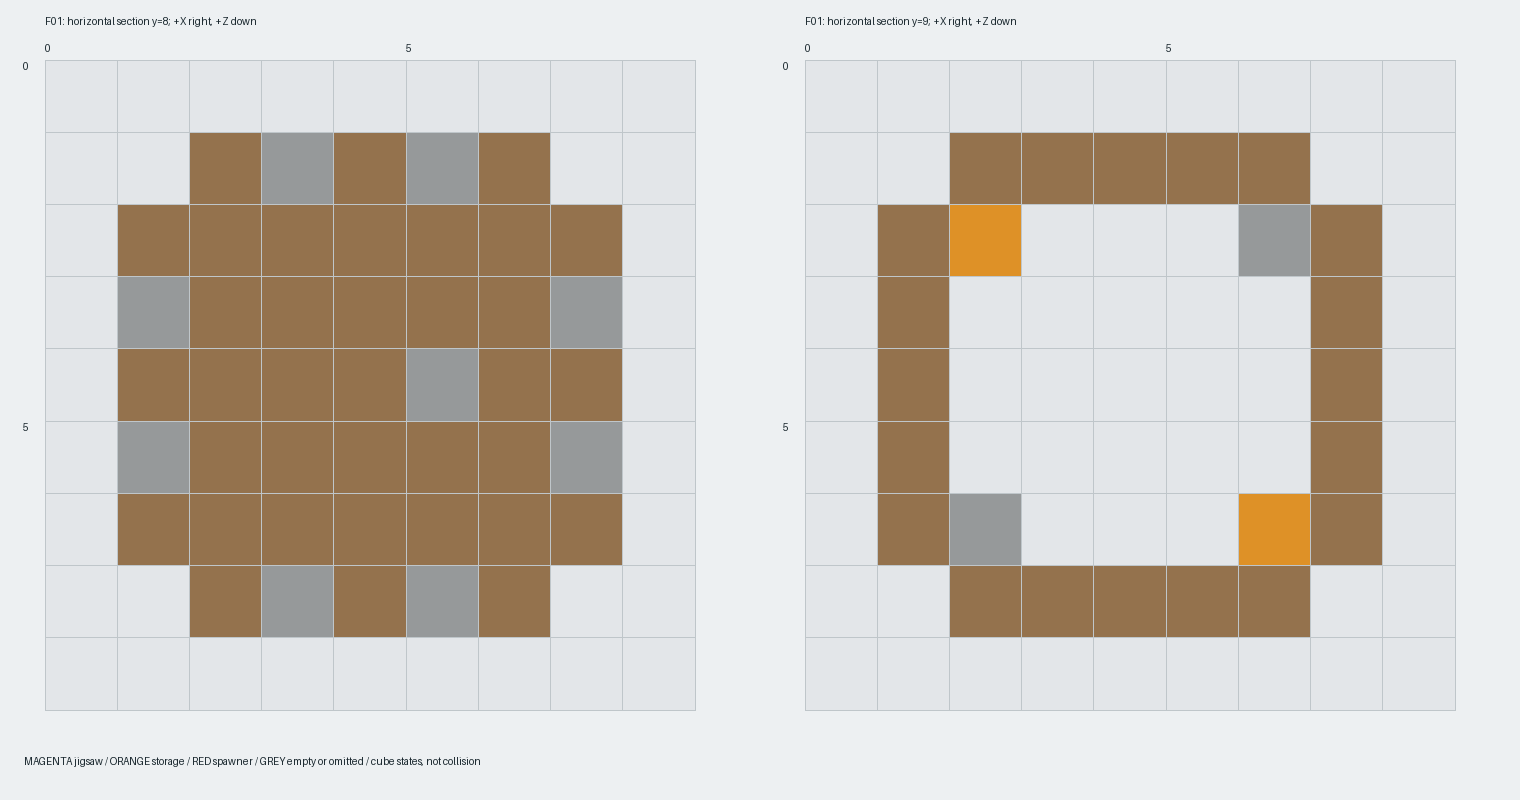 F01: horizontal section y=8; +X right, +Z down
F01: horizontal section y=9; +X right, +Z down
0 5
0 5
0
0
5
5
MAGENTA jigsaw / ORANGE storage / RED spawner / GREY empty or omitted / cube states, not collision